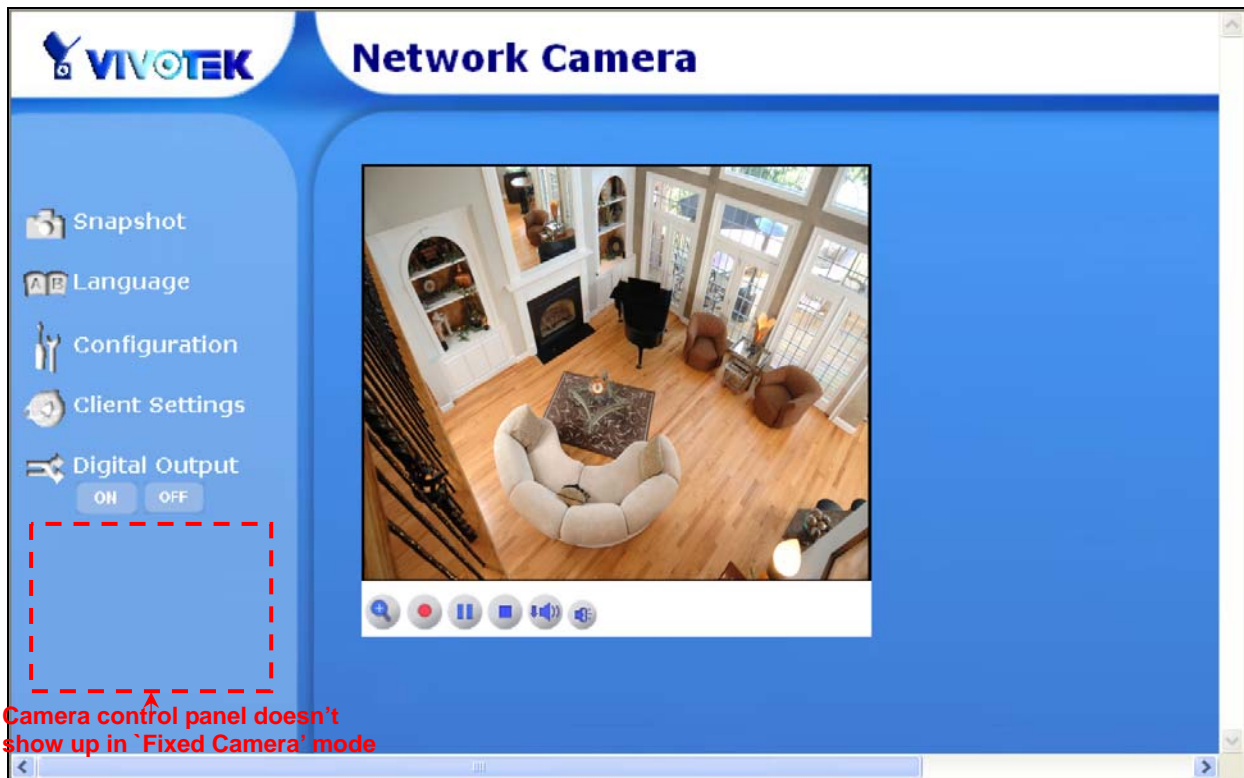 VIVOTEK
Network Camera
Snapshot
A B
Language
Configuration
Client Settings
Digital Output
ON OFF
Camera control panel doesn’t
show up in `Fixed Camera’ mode